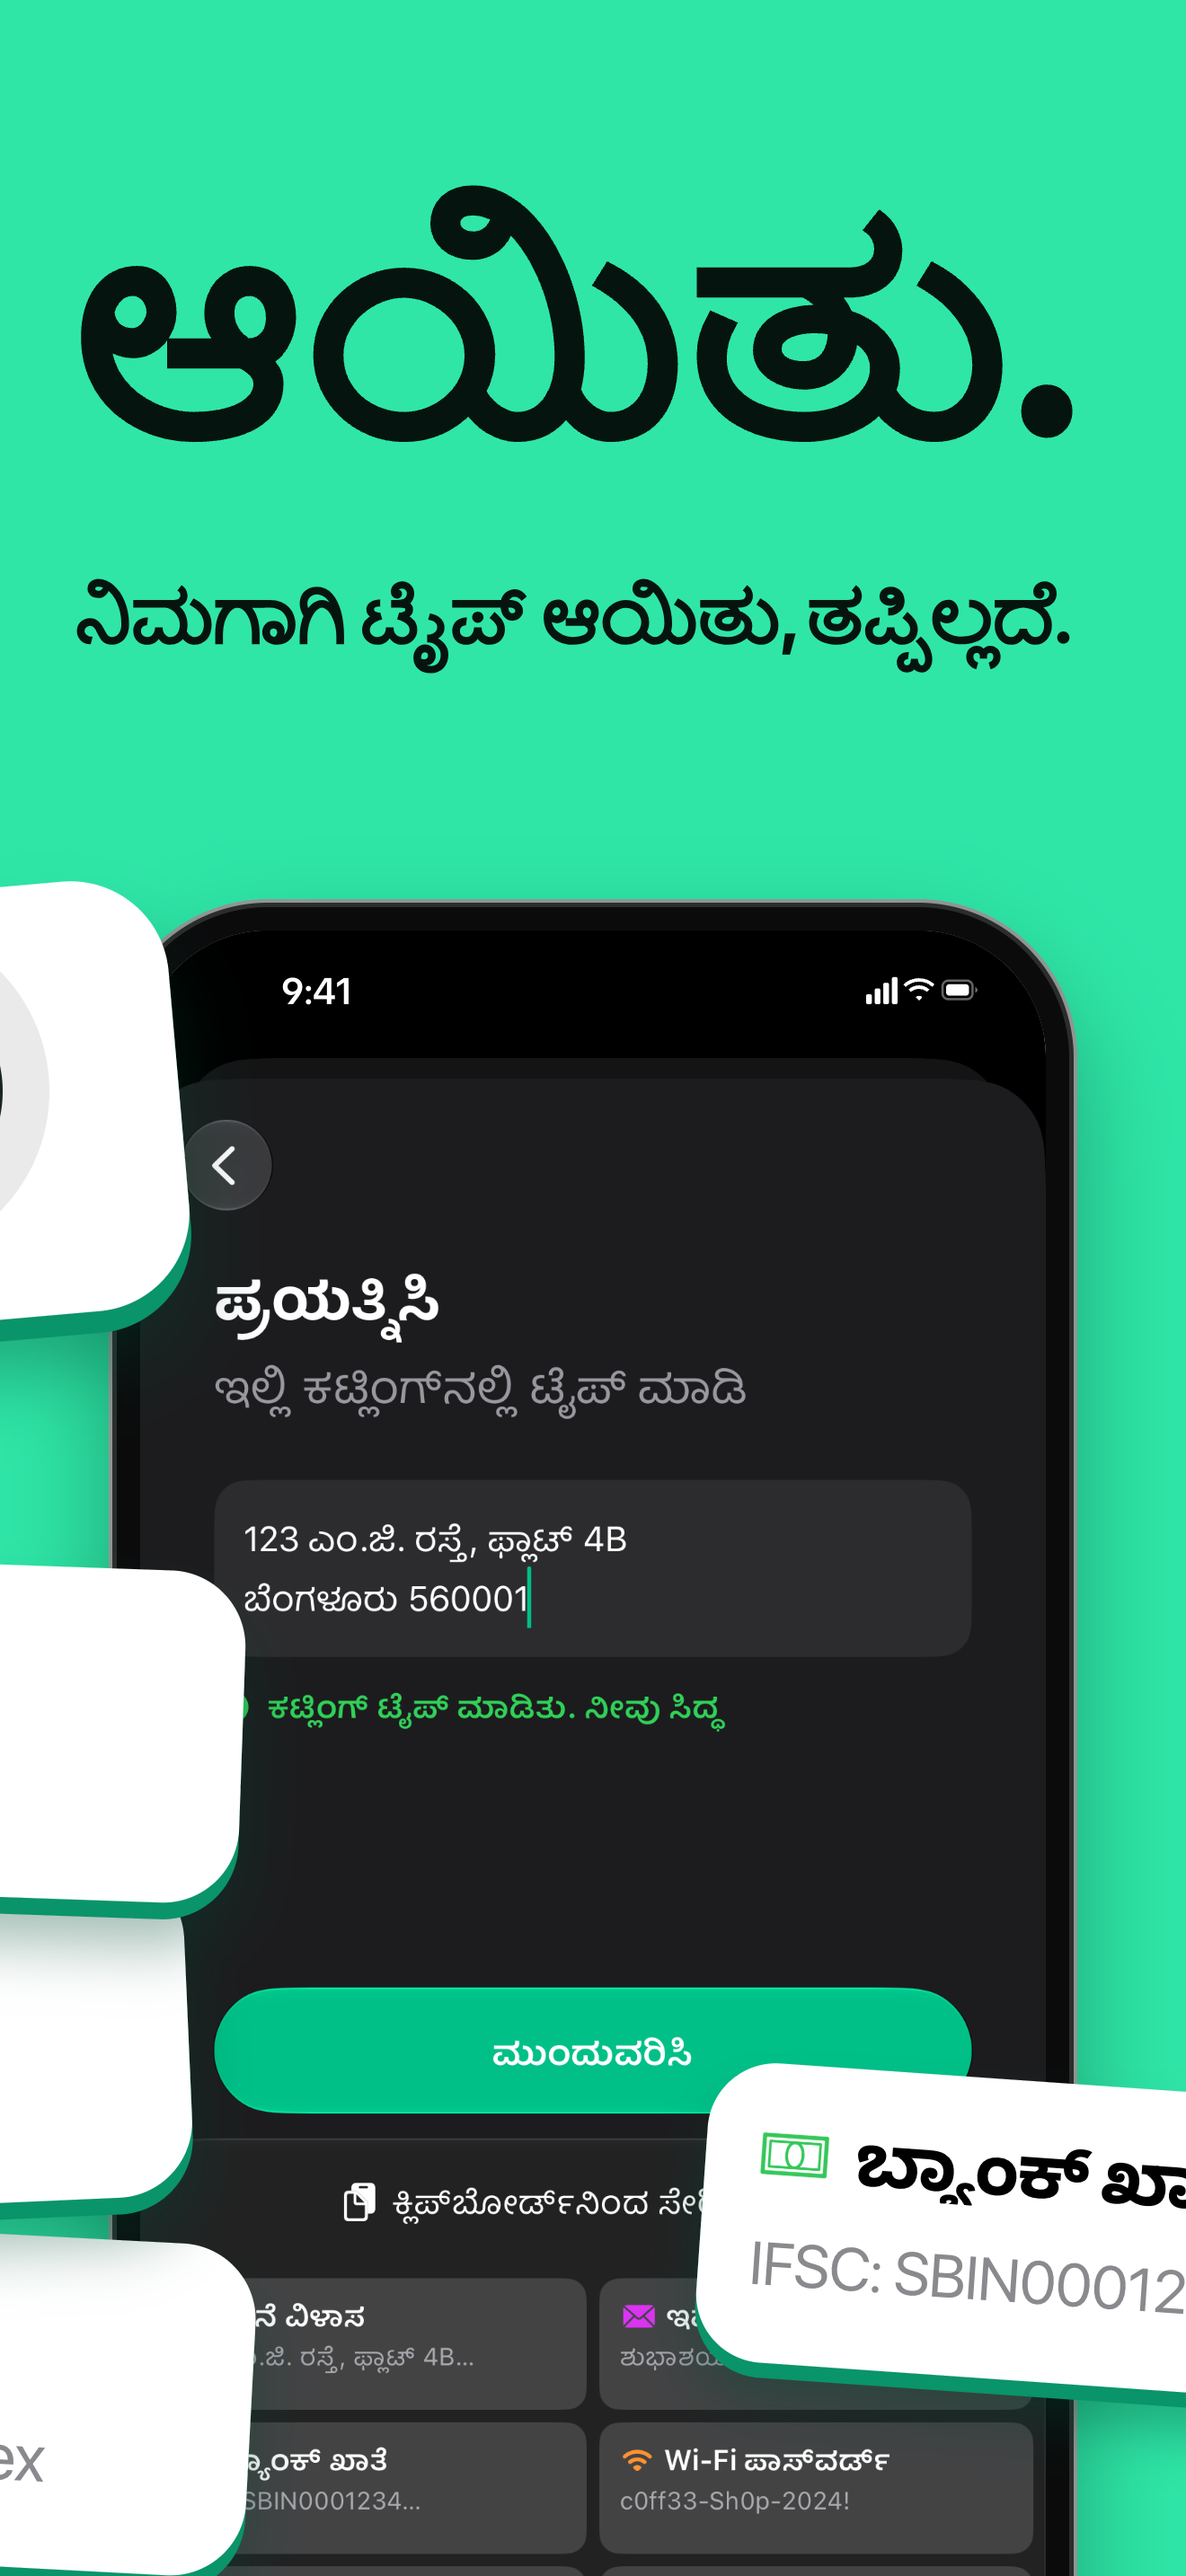 ಆಯಿತು.
ನಿಮಗಾಗಿ ಟೈಪ್ ಆಯಿತು, ತಪ್ಪಿಲ್ಲದೆ.
9:41
ಪ್ರಯತ್ನಿಸಿ
ಇಲ್ಲಿ ಕಟ್ಲಿಂಗ್‌ನಲ್ಲಿ ಟೈಪ್ ಮಾಡಿ
123 ಎಂ.ಜಿ. ರಸ್ತೆ, ಫ್ಲಾಟ್ 4B
ಬೆಂಗಳೂರು 560001
ಕಟ್ಲಿಂಗ್ ಟೈಪ್ ಮಾಡಿತು. ನೀವು ಸಿದ್ಧ
ಮುಂದುವರಿಸಿ
ಬ್ಯಾಂಕ್
IFSC: SBIN00012
ಕ್ಲಿಪ್‌ಬೋರ್ಡ್‌ನಿಂದ
ವಿಳಾಸ
.ಜಿ. ರಸ್ತೆ, ಫ್ಲಾಟ್ 4B...
ಖಾತೆ
SBIN0001234...
Wi-Fi ಪಾಸ್‌ವರ್ಡ್
c0ff33-Sh0p-2024!
ex